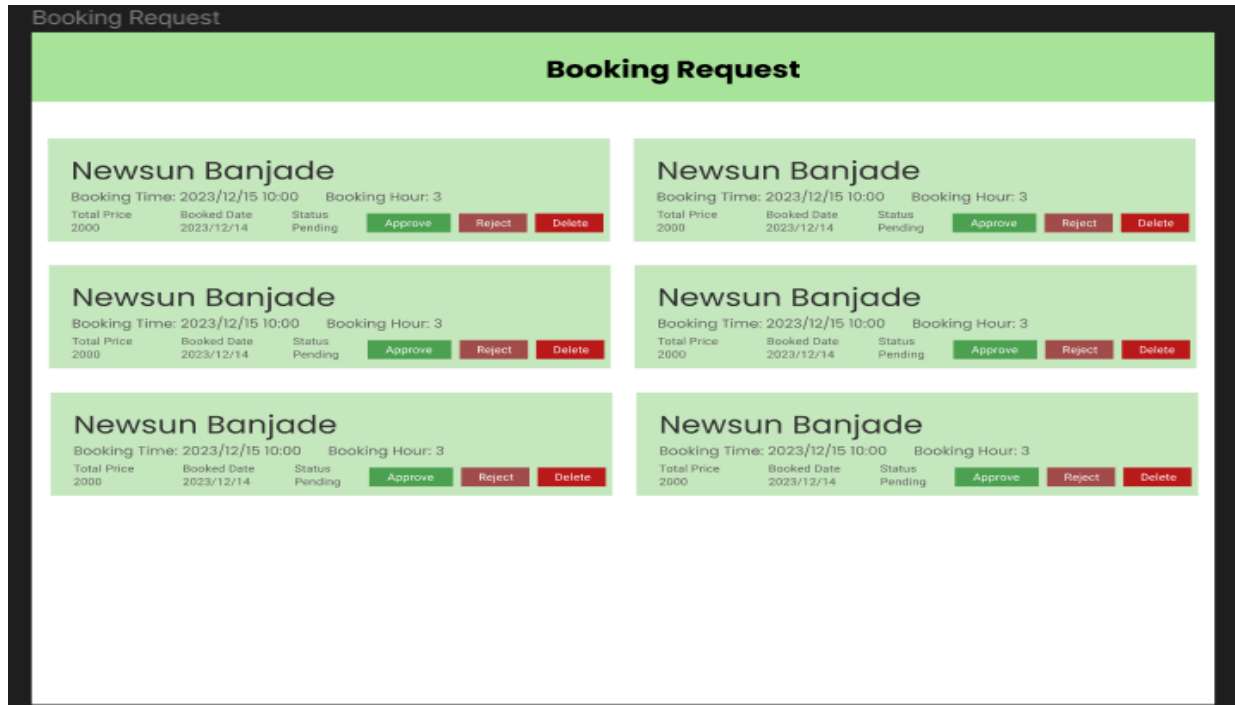 Booking Request
Booking Request
Newsun Banjade
Booking Time: 2023/12/15 10:00 Booking Hour: 3
Total Price Booked Date Status
2000 2023/12/14 Pending Approve Reject Delete
Newsun Banjade
Booking Time: 2023/12/15 10:00 Booking Hour: 3
Total Price Booked Date Status
2000 2023/12/14 Pending Approve Reject Delete
Newsun Banjade
Booking Time: 2023/12/15 10:00 Booking Hour: 3
Total Price Booked Date Status
2000 2023/12/14 Pending Approve Reject Delete
Newsun Banjade
Booking Time: 2023/12/15 10:00 Booking Hour: 3
Total Price Booked Date Status
2000 2023/12/14 Pending Approve Reject Delete
Newsun Banjade
Booking Time: 2023/12/15 10:00 Booking Hour: 3
Total Price Booked Date Status
2000 2023/12/14 Pending Approve Reject Delete
Newsun Banjade
Booking Time: 2023/12/15 10:00 Booking Hour: 3
Total Price Booked Date Status
2000 2023/12/14 Pending Approve Reject Delete